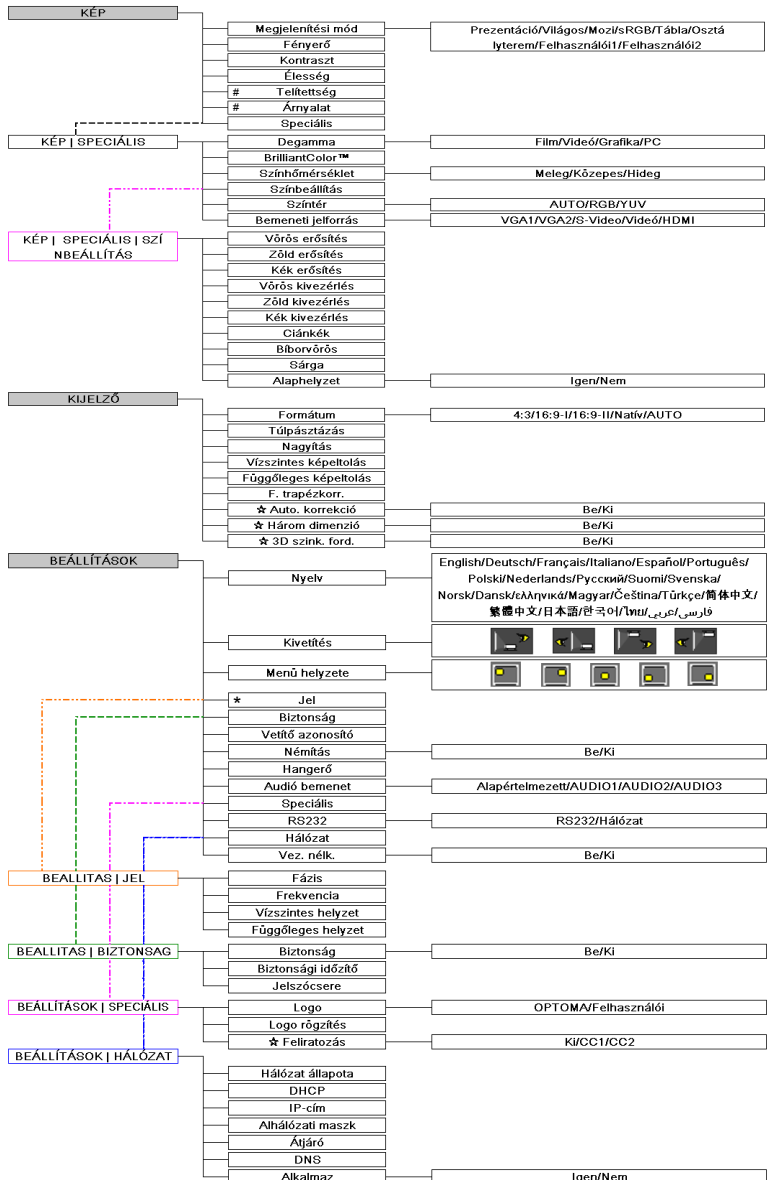 KÉP
Megjelenítési mód
Prezentáció/Világos/Mozi/sRGB/Tábla/Osztá
lyterem/Felhasználói1/Felhasználói2
Fényerő
Kontraszt
Élesség
# Telítettség
# Árnyalat
Speciális
KÉP | SPECIÁLIS
Degamma
Film/Videó/Grafika/PC
BrilliantColor™
Színhőmérséklet
Meleg/Közepes/Hideg
Színbeállítás
Színtér
AUTO/RGB/YUV
Bemeneti jelforrás
VGA1/VGA2/S-Video/Videó/HDMI
KÉP | SPECIÁLIS | SZÍ
NBEÁLLÍTÁS
Vörös erősítés
Zöld erősítés
Kék erősítés
Vörös kivezérlés
Zöld kivezérlés
Kék kivezérlés
Ciánkék
Bíborvörös
Sárga
Alaphelyzet
Igen/Nem
KIJELZŐ
Formátum
4:3/16:9-I/16:9-II/Natív/AUTO
Túlpásztázás
Nagyítás
Vízszintes képeltolás
Függőleges képeltolás
F. trapézkorr.
☆ Auto. korrekció
Be/Ki
☆ Három dimenzió
Be/Ki
☆ 3D szink. ford.
Be/Ki
BEÁLLÍTÁSOK
Nyelv
English/Deutsch/Français/Italiano/Español/Português/
Polski/Nederlands/Русский/Suomi/Svenska/
Norsk/Dansk/ελληνικά/Magyar/Čeština/Türkçe/简体中文/
繁體中文/日本語/한국어/ไทย/فارسی/عربي
Kivetítés
Menü helyzete
* Jel
Biztonság
Vetítő azonosító
Némítás
Be/Ki
Hangerő
Audió bemenet
Alapértelmezett/AUDIO1/AUDIO2/AUDIO3
Speciális
RS232
RS232/Hálózat
Hálózat
Vez. nélk.
Be/Ki
BEALLITAS | JEL
Fázis
Frekvencia
Vízszintes helyzet
Függőleges helyzet
BEALLITAS | BIZTONSAG
Biztonság
Be/Ki
Biztonsági időzítő
Jelszócsere
BEÁLLÍTÁSOK | SPECIÁLIS
Logo
OPTOMA/Felhasználói
Logo rögzítés
☆ Feliratozás
Ki/CC1/CC2
BEÁLLÍTÁSOK | HÁLÓZAT
Hálózat állapota
DHCP
IP-cím
Alhálózati maszk
Átjáró
DNS
Alkalmaz
Igen/Nem